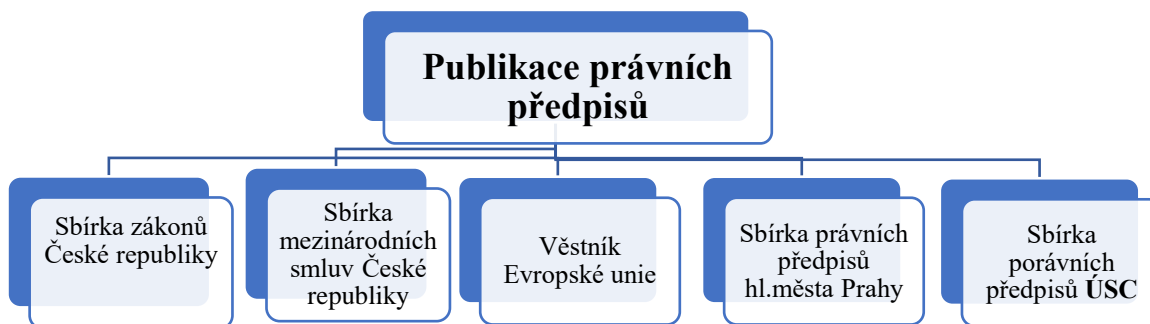 Publikace právních
předpisů
Sbírka zákonů
České republiky
Sbírka
mezinárodních
smluv České
republiky
Věstník
Evropské unie
Sbírka právních
předpisů
hl.města Prahy
Sbírka
porávních
předpisů ÚSC